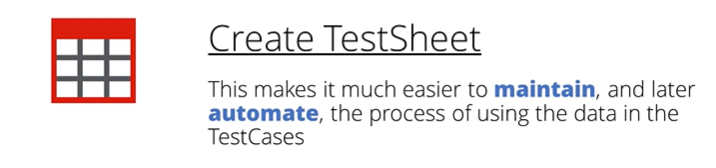 Create TestSheet
This makes it much easier to maintain, and later
automate, the process of using the data in the
TestCases